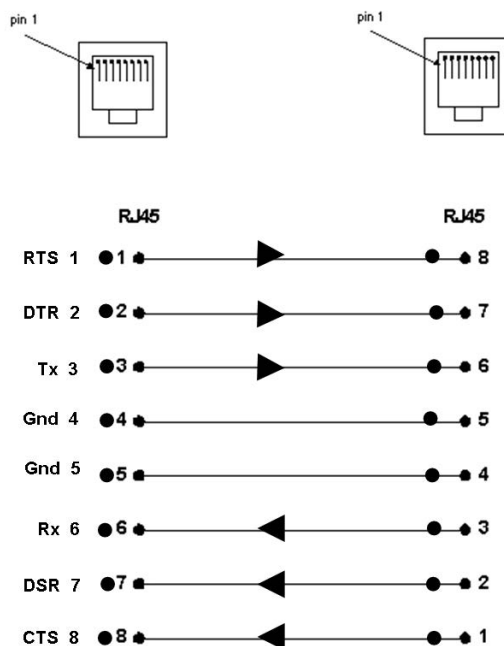 pin 1 pin 1
RJ45 RJ45
RTS 1 1 8
DTR 2 2 7
Tx 3 3 6
Gnd 4 4 5
Gnd 5 5 4
Rx 6 6 3
DSR 7 7 2
CTS 8 8 1